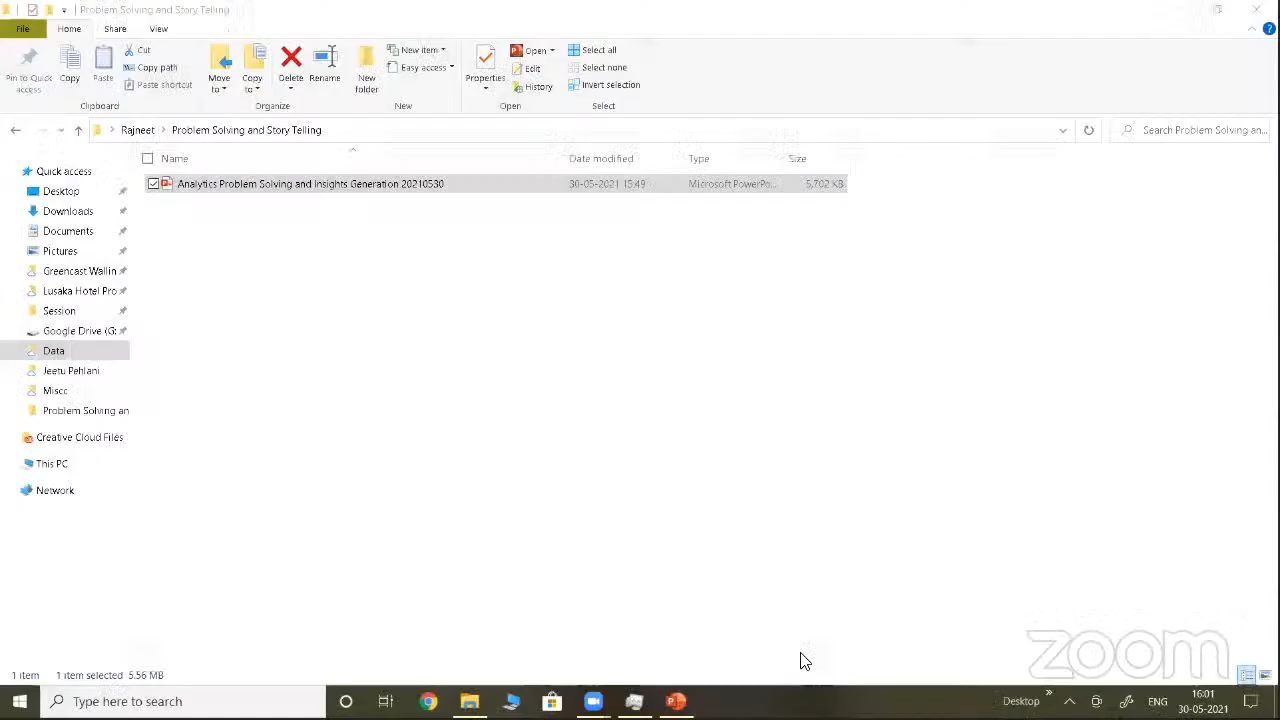 Problem Solving and Story Telling
File Home Share View
Pin to Quick access
Copy
Paste
Cut
Copy path
Paste shortcut
Clipboard
Move to
Copy to
Delete
Rename
Organize
New folder
New item
Easy access
New
Properties
Open
Edit
History
Open
Select all
Select none
Invert selection
Select
Rajneet Problem Solving and Story Telling
Search Problem Solving an...
Name Date modified Type Size
Analytics Problem Solving and Insights Generation 20210530 30-05-2021 15:49 Microsoft PowerPo... 5,702 KB
Quick access
Desktop
Downloads
Documents
Pictures
Greencast Wallin
Lusaka Hotel Pro
Session
Google Drive (G:
Data
Jeetu Pehlani
Miscc
Problem Solving an
Creative Cloud Files
This PC
Network
zoom
1 item 1 item selected 5.56 MB
Type here to search
Desktop
ENG
16:01
30-05-2021